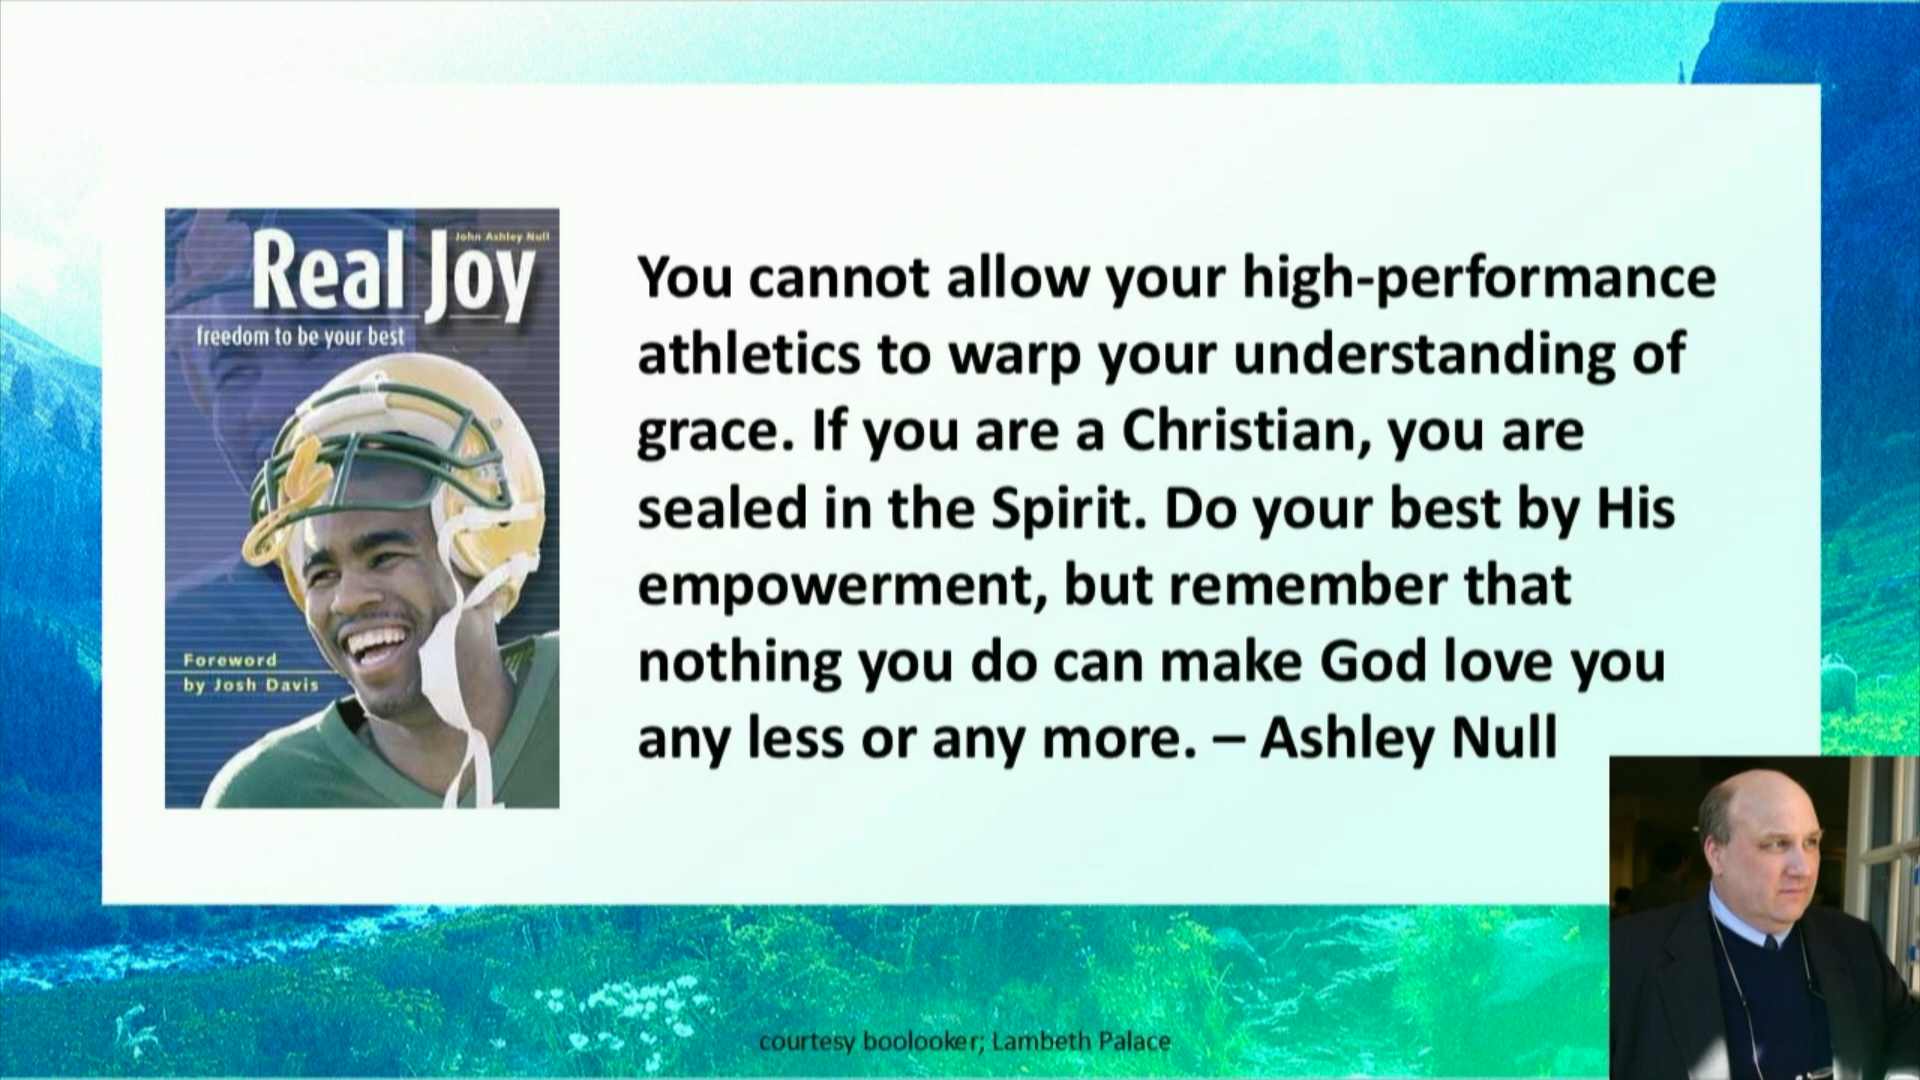 John Ashley Null
Real Joy
freedom to be your best
Foreword
by Josh Davis
You cannot allow your high-performance
athletics to warp your understanding of
grace. If you are a Christian, you are
sealed in the Spirit. Do your best by His
empowerment, but remember that
nothing you do can make God love you
any less or any more. – Ashley Null
courtesy boolooker; Lambeth Palace